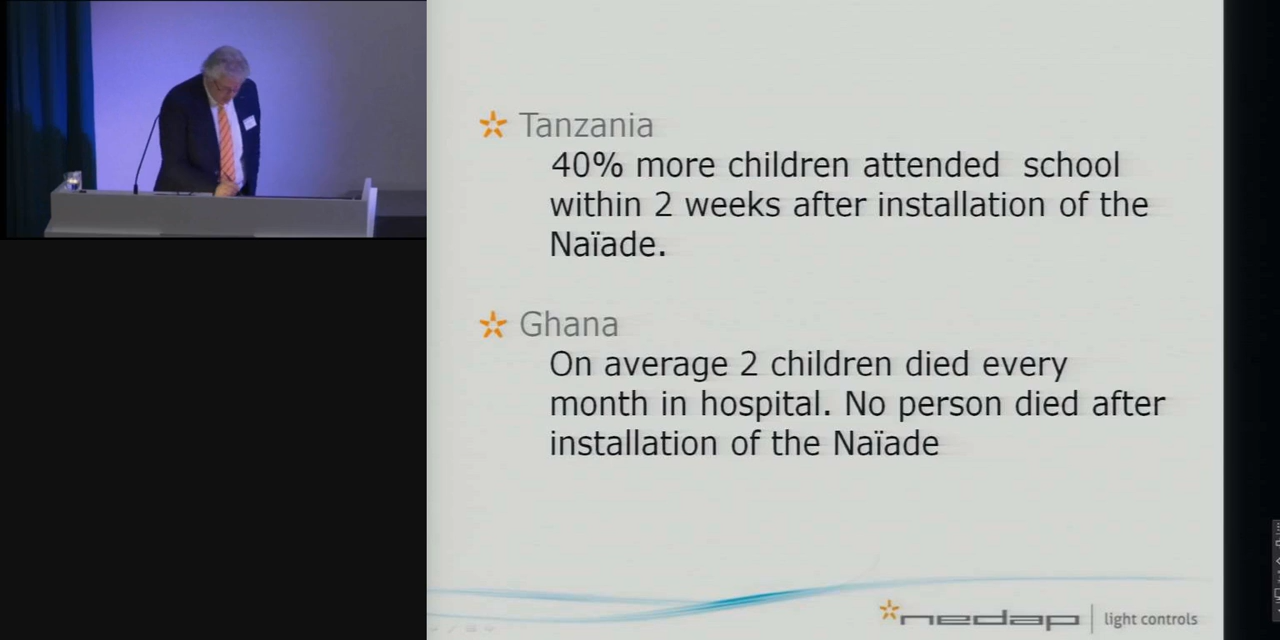 Tanzania
40% more children attended school
within 2 weeks after installation of the
Naïade.
Ghana
On average 2 children died every
month in hospital. No person died after
installation of the Naïade
nedap light controls